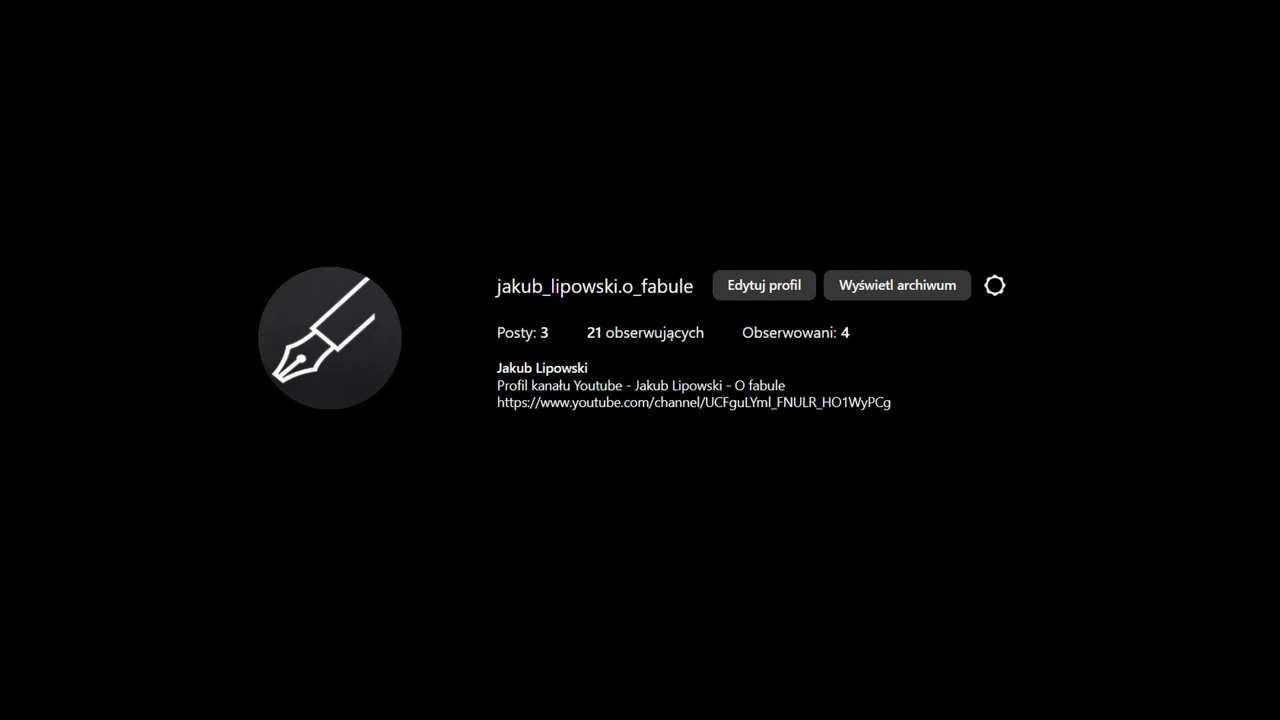 jakub_lipowski.o_fabule Edytuj profil Wyświetl archiwum
Posty: 3 21 obserwujących Obserwowani: 4
Jakub Lipowski
Profil kanału Youtube - Jakub Lipowski - O fabule
https://www.youtube.com/channel/UCFguLYml_FNULR_HO1WyPCg